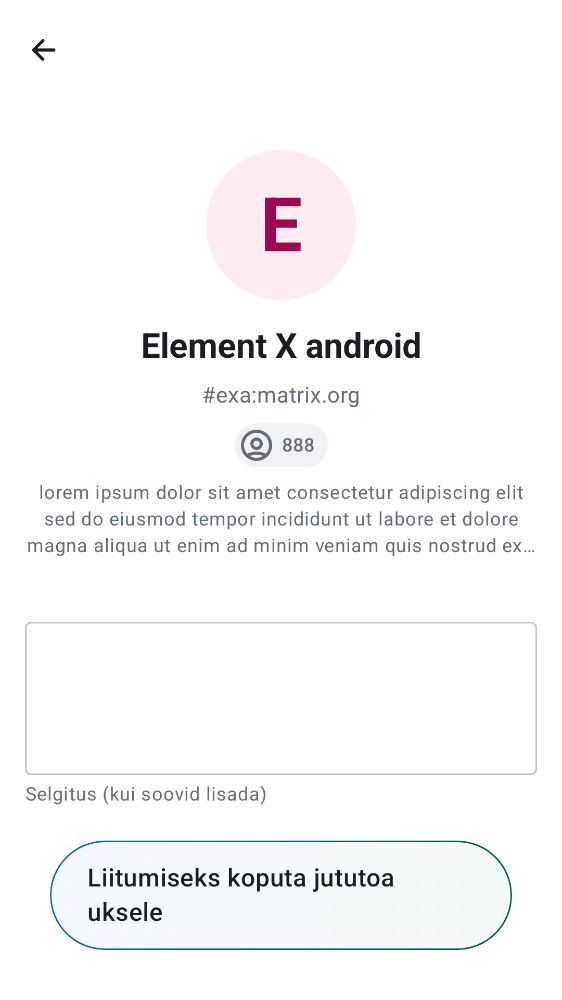 E
Element X android
#exa:matrix.org
888
lorem ipsum dolor sit amet consectetur adipiscing elit
sed do eiusmod tempor incididunt ut labore et dolore
magna aliqua ut enim ad minim veniam quis nostrud ex…
Selgitus (kui soovid lisada)
Liitumiseks koputa jututoa
uksele